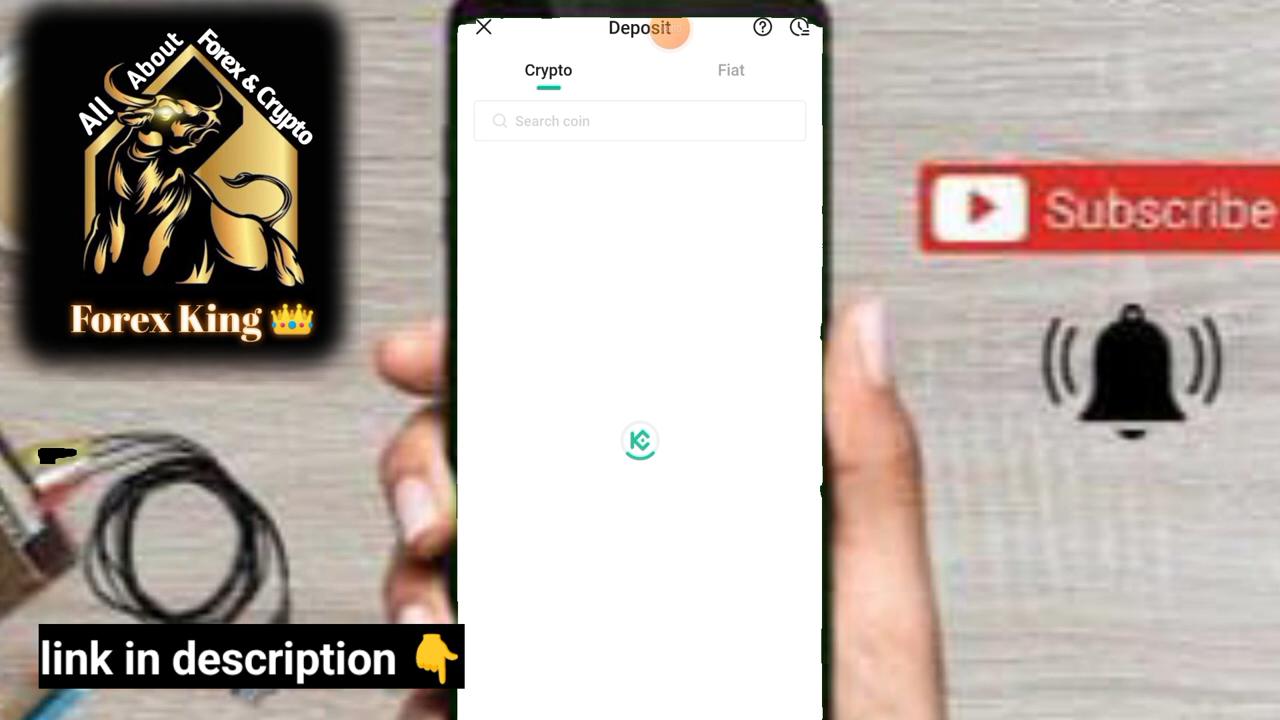 All About Forex & Crypto
Forex King 👑
Deposit
Crypto
Fiat
Search coin
Subscribe
link in description 👇